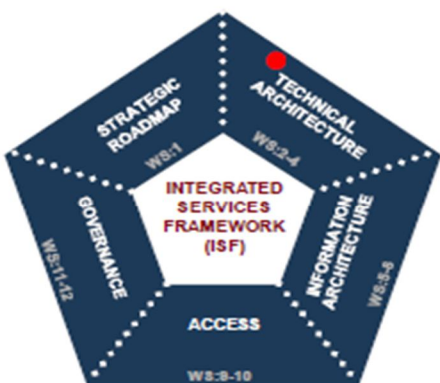 STRATEGIC
ROADMAP
WS:1
TECHNICAL
ARCHITECTURE
WS:2-4
INTEGRATED
SERVICES
FRAMEWORK
(ISF)
GOVERNANCE
WS:11-12
INFORMATION
ARCHITECTURE
WS:5-8
ACCESS
WS:9-10